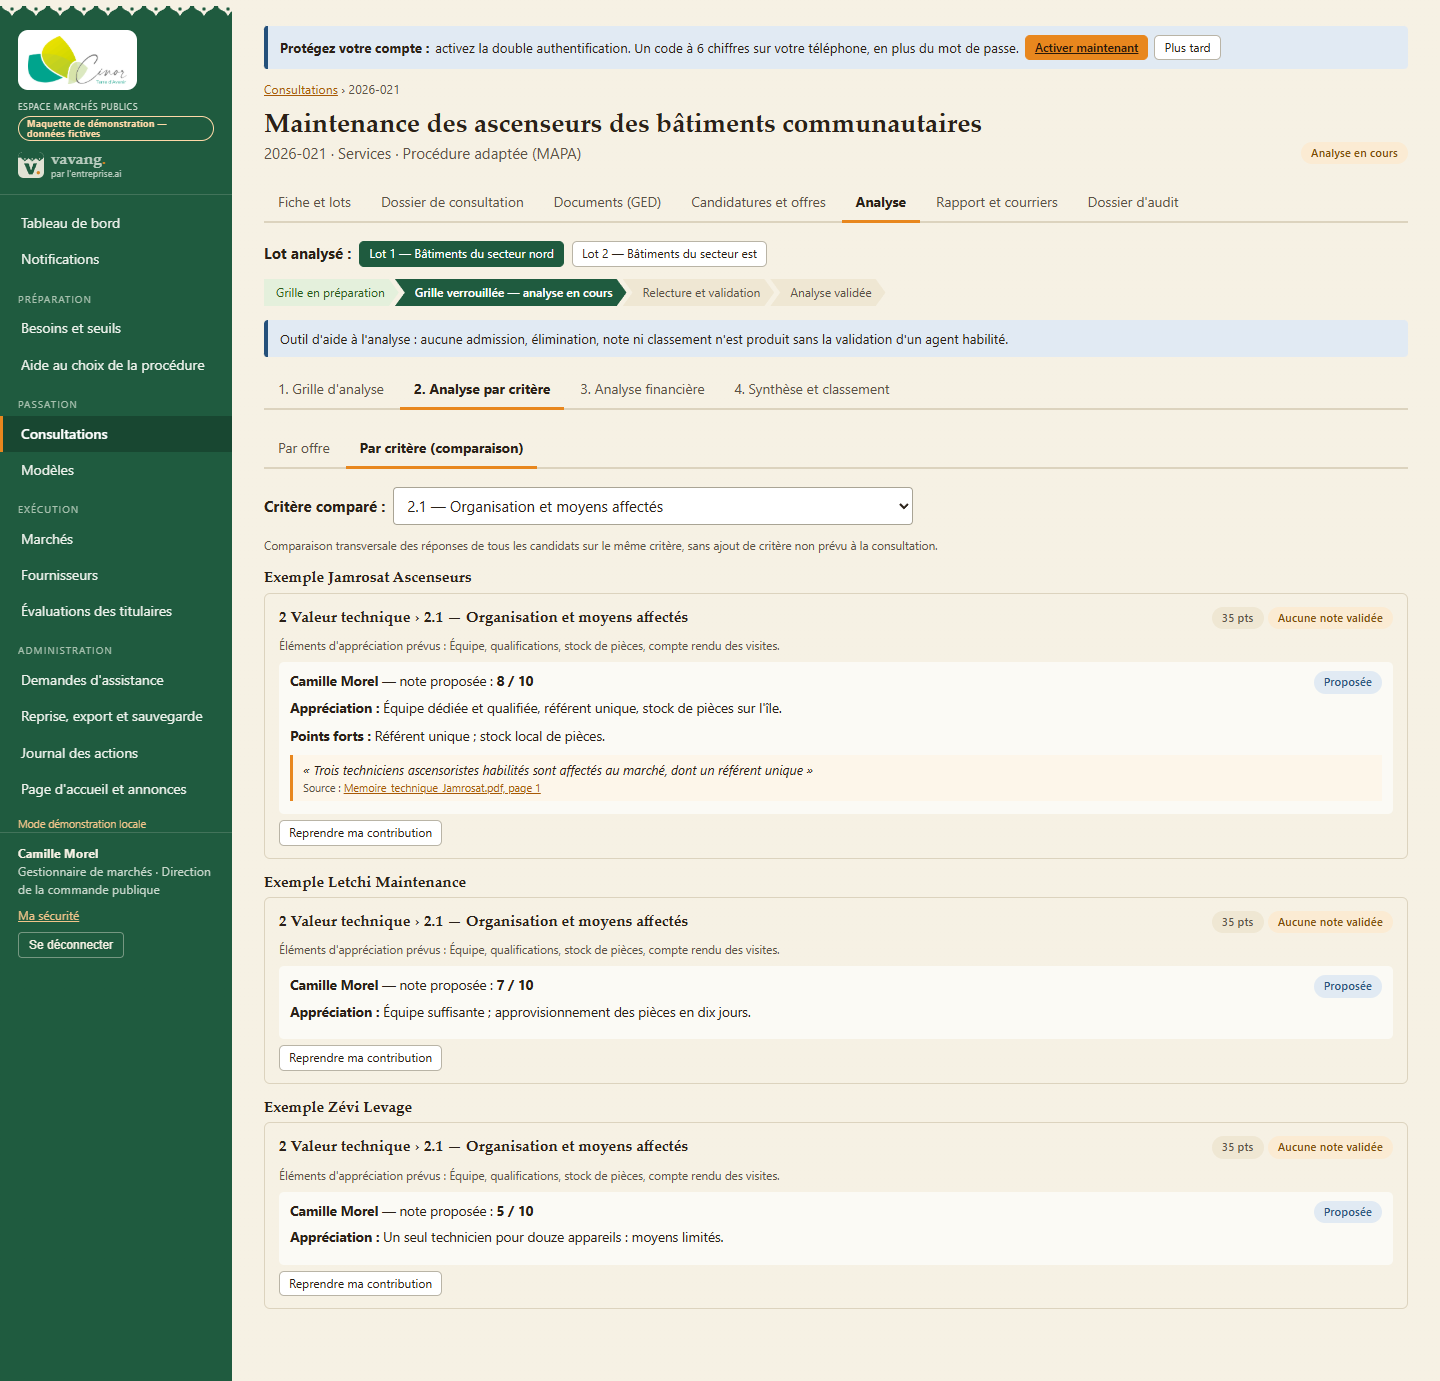 Cinor
Terre d'Avenir
ESPACE MARCHÉS PUBLICS
Maquette de démonstration —
données fictives
vavang.
par l'entreprise.ai
Tableau de bord
Notifications
PRÉPARATION
Besoins et seuils
Aide au choix de la procédure
PASSATION
Consultations
Modèles
EXÉCUTION
Marchés
Fournisseurs
Évaluations des titulaires
ADMINISTRATION
Demandes d'assistance
Reprise, export et sauvegarde
Journal des actions
Page d'accueil et annonces
Mode démonstration locale
Camille Morel
Gestionnaire de marchés · Direction
de la commande publique
Ma sécurité
Se déconnecter
Protégez votre compte : activez la double authentification. Un code à 6 chiffres sur votre téléphone, en plus du mot de passe. Activer maintenant Plus tard
Consultations › 2026-021
Maintenance des ascenseurs des bâtiments communautaires
2026-021 · Services · Procédure adaptée (MAPA) Analyse en cours
Fiche et lots Dossier de consultation Documents (GED) Candidatures et offres Analyse Rapport et courriers Dossier d'audit
Lot analysé : Lot 1 — Bâtiments du secteur nord Lot 2 — Bâtiments du secteur est
Grille en préparation Grille verrouillée — analyse en cours Relecture et validation Analyse validée
Outil d'aide à l'analyse : aucune admission, élimination, note ni classement n'est produit sans la validation d'un agent habilité.
1. Grille d'analyse 2. Analyse par critère 3. Analyse financière 4. Synthèse et classement
Par offre Par critère (comparaison)
Critère comparé : 2.1 — Organisation et moyens affectés
Comparaison transversale des réponses de tous les candidats sur le même critère, sans ajout de critère non prévu à la consultation.
Exemple Jamrosat Ascenseurs
2 Valeur technique › 2.1 — Organisation et moyens affectés 35 pts Aucune note validée
Éléments d'appréciation prévus : Équipe, qualifications, stock de pièces, compte rendu des visites.
Camille Morel — note proposée : 8 / 10 Proposée
Appréciation : Équipe dédiée et qualifiée, référent unique, stock de pièces sur l'île.
Points forts : Référent unique ; stock local de pièces.
« Trois techniciens ascensoristes habilités sont affectés au marché, dont un référent unique »
Source : Memoire_technique_Jamrosat.pdf, page 1
Reprendre ma contribution
Exemple Letchi Maintenance
2 Valeur technique › 2.1 — Organisation et moyens affectés 35 pts Aucune note validée
Éléments d'appréciation prévus : Équipe, qualifications, stock de pièces, compte rendu des visites.
Camille Morel — note proposée : 7 / 10 Proposée
Appréciation : Équipe suffisante ; approvisionnement des pièces en dix jours.
Reprendre ma contribution
Exemple Zévi Levage
2 Valeur technique › 2.1 — Organisation et moyens affectés 35 pts Aucune note validée
Éléments d'appréciation prévus : Équipe, qualifications, stock de pièces, compte rendu des visites.
Camille Morel — note proposée : 5 / 10 Proposée
Appréciation : Un seul technicien pour douze appareils : moyens limités.
Reprendre ma contribution